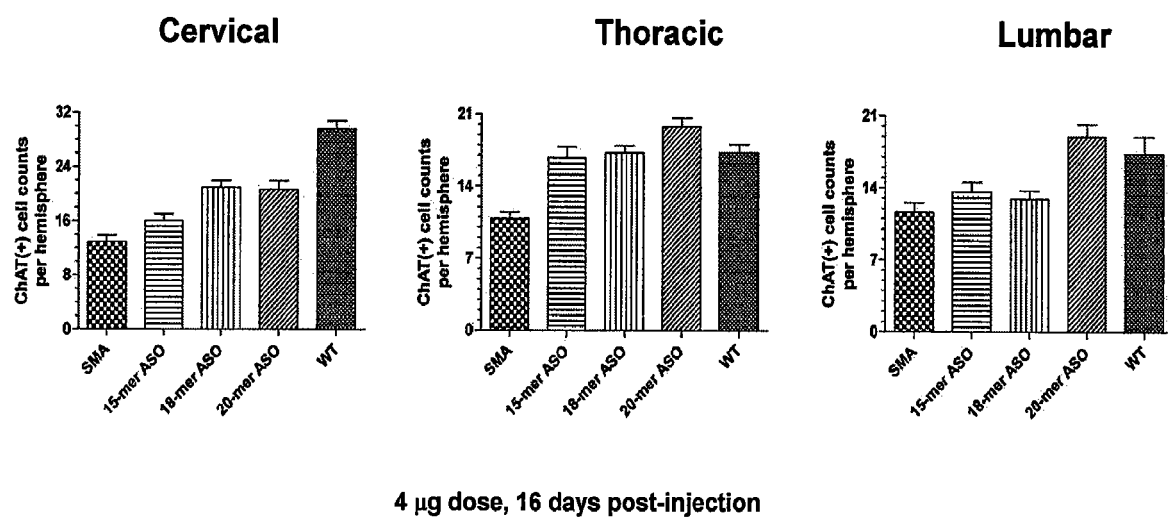 Cervical
Thoracic
Lumbar
ChAT(+) cell counts
per hemisphere
32
24
16
8
0
SMA
15-mer ASO
18-mer ASO
20-mer ASO
WT
ChAT(+) cell counts
per hemisphere
21
14
7
0
SMA
15-mer ASO
18-mer ASO
20-mer ASO
WT
ChAT(+) cell counts
per hemisphere
21
14
7
0
SMA
15-mer ASO
18-mer ASO
20-mer ASO
WT
4 μg dose, 16 days post-injection